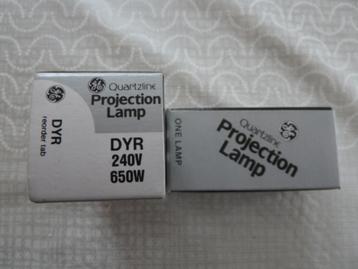 Quartzline
Projection
Lamp
DYR
240V
650W
DYR
reorder tab
ONE LAMP
Quartzline
Projection
Lamp